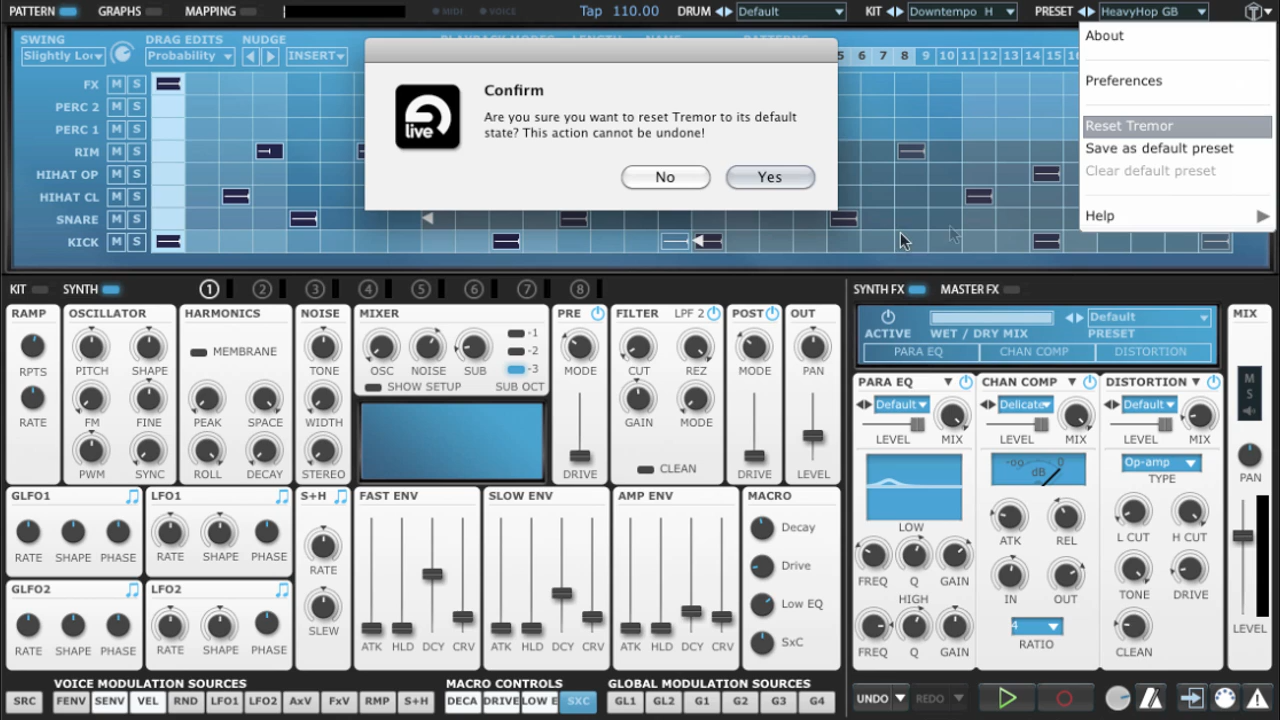 PATTERN GRAPHS MAPPING MIDI VOICE Tap 110.00 DRUM Default KIT Downtempo H PRESET HeavyHop GB
SWING DRAG EDITS NUDGE
Slightly Probability INSERT
5 6 7 8 9 10 11 12 13 14 15 16
About
Preferences
Reset Tremor
Save as default preset
Clear default preset
Help
live
Confirm
Are you sure you want to reset Tremor to its default
state? This action cannot be undone!
No Yes
FX M S
PERC 2 M S
PERC 1 M S
RIM M S
HIHAT OP M S
HIHAT CL M S
SNARE M S
KICK M S
KIT SYNTH 1 2 3 4 5 6 7 8 SYNTH FX MASTER FX
RAMP
RPTS
RATE
OSCILLATOR
PITCH SHAPE
FM FINE
PWM SYNC
HARMONICS
MEMBRANE
PEAK SPACE
ROLL DECAY
NOISE
TONE
WIDTH
STEREO
MIXER
-1
-2
-3
OSC NOISE SUB
SHOW SETUP SUB OCT
PRE
MODE
DRIVE
FILTER LPF 2
CUT REZ
GAIN MODE
CLEAN
POST
MODE
DRIVE
OUT
PAN
LEVEL
ACTIVE WET / DRY MIX Default
PRESET
PARA EQ CHAN COMP DISTORTION
MIX
M
S
PAN
LEVEL
PARA EQ
Default
LEVEL MIX
LOW
FREQ Q GAIN
HIGH
FREQ Q GAIN
CHAN COMP
Delicate
LEVEL MIX
dB
0
ATK REL
IN OUT
4
RATIO
DISTORTION
Default
LEVEL MIX
Op-amp
TYPE
L CUT H CUT
TONE DRIVE
CLEAN
GLFO1
RATE SHAPE PHASE
LFO1
RATE SHAPE PHASE
GLFO2
RATE SHAPE PHASE
LFO2
RATE SHAPE PHASE
S+H
RATE
SLEW
FAST ENV
ATK HLD DCY CRV
SLOW ENV
ATK HLD DCY CRV
AMP ENV
ATK HLD DCY CRV
MACRO
Decay
Drive
Low EQ
SxC
VOICE MODULATION SOURCES MACRO CONTROLS GLOBAL MODULATION SOURCES
SRC FENV SENV VEL RND LFO1 LFO2 AxV FxV RMP S+H DECA DRIVE LOW E SXC GL1 GL2 G1 G2 G3 G4
UNDO REDO